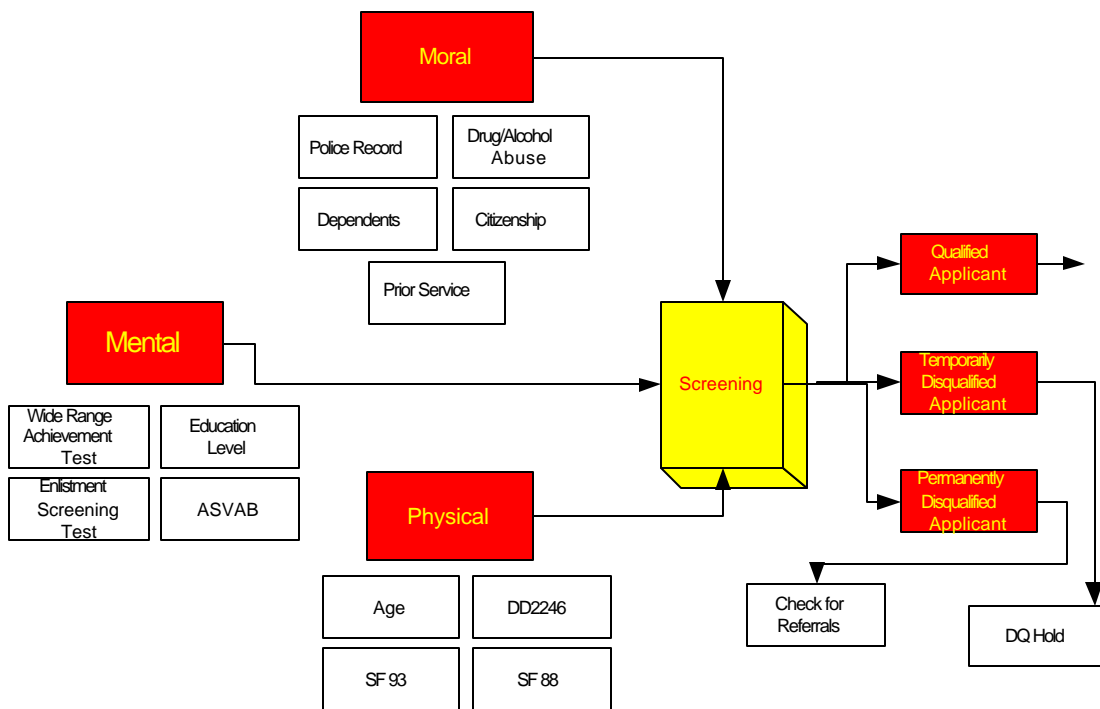 Moral
Police Record
Drug/Alcohol
Abuse
Dependents
Citizenship
Prior Service
Mental
Wide Range
Achievement
Test
Education
Level
Enlistment
Screening
Test
ASVAB
Physical
Age
DD2246
SF 93
SF 88
Screening
Qualified
Applicant
Temporarily
Disqualified
Applicant
Permanently
Disqualified
Applicant
Check for
Referrals
DQ Hold